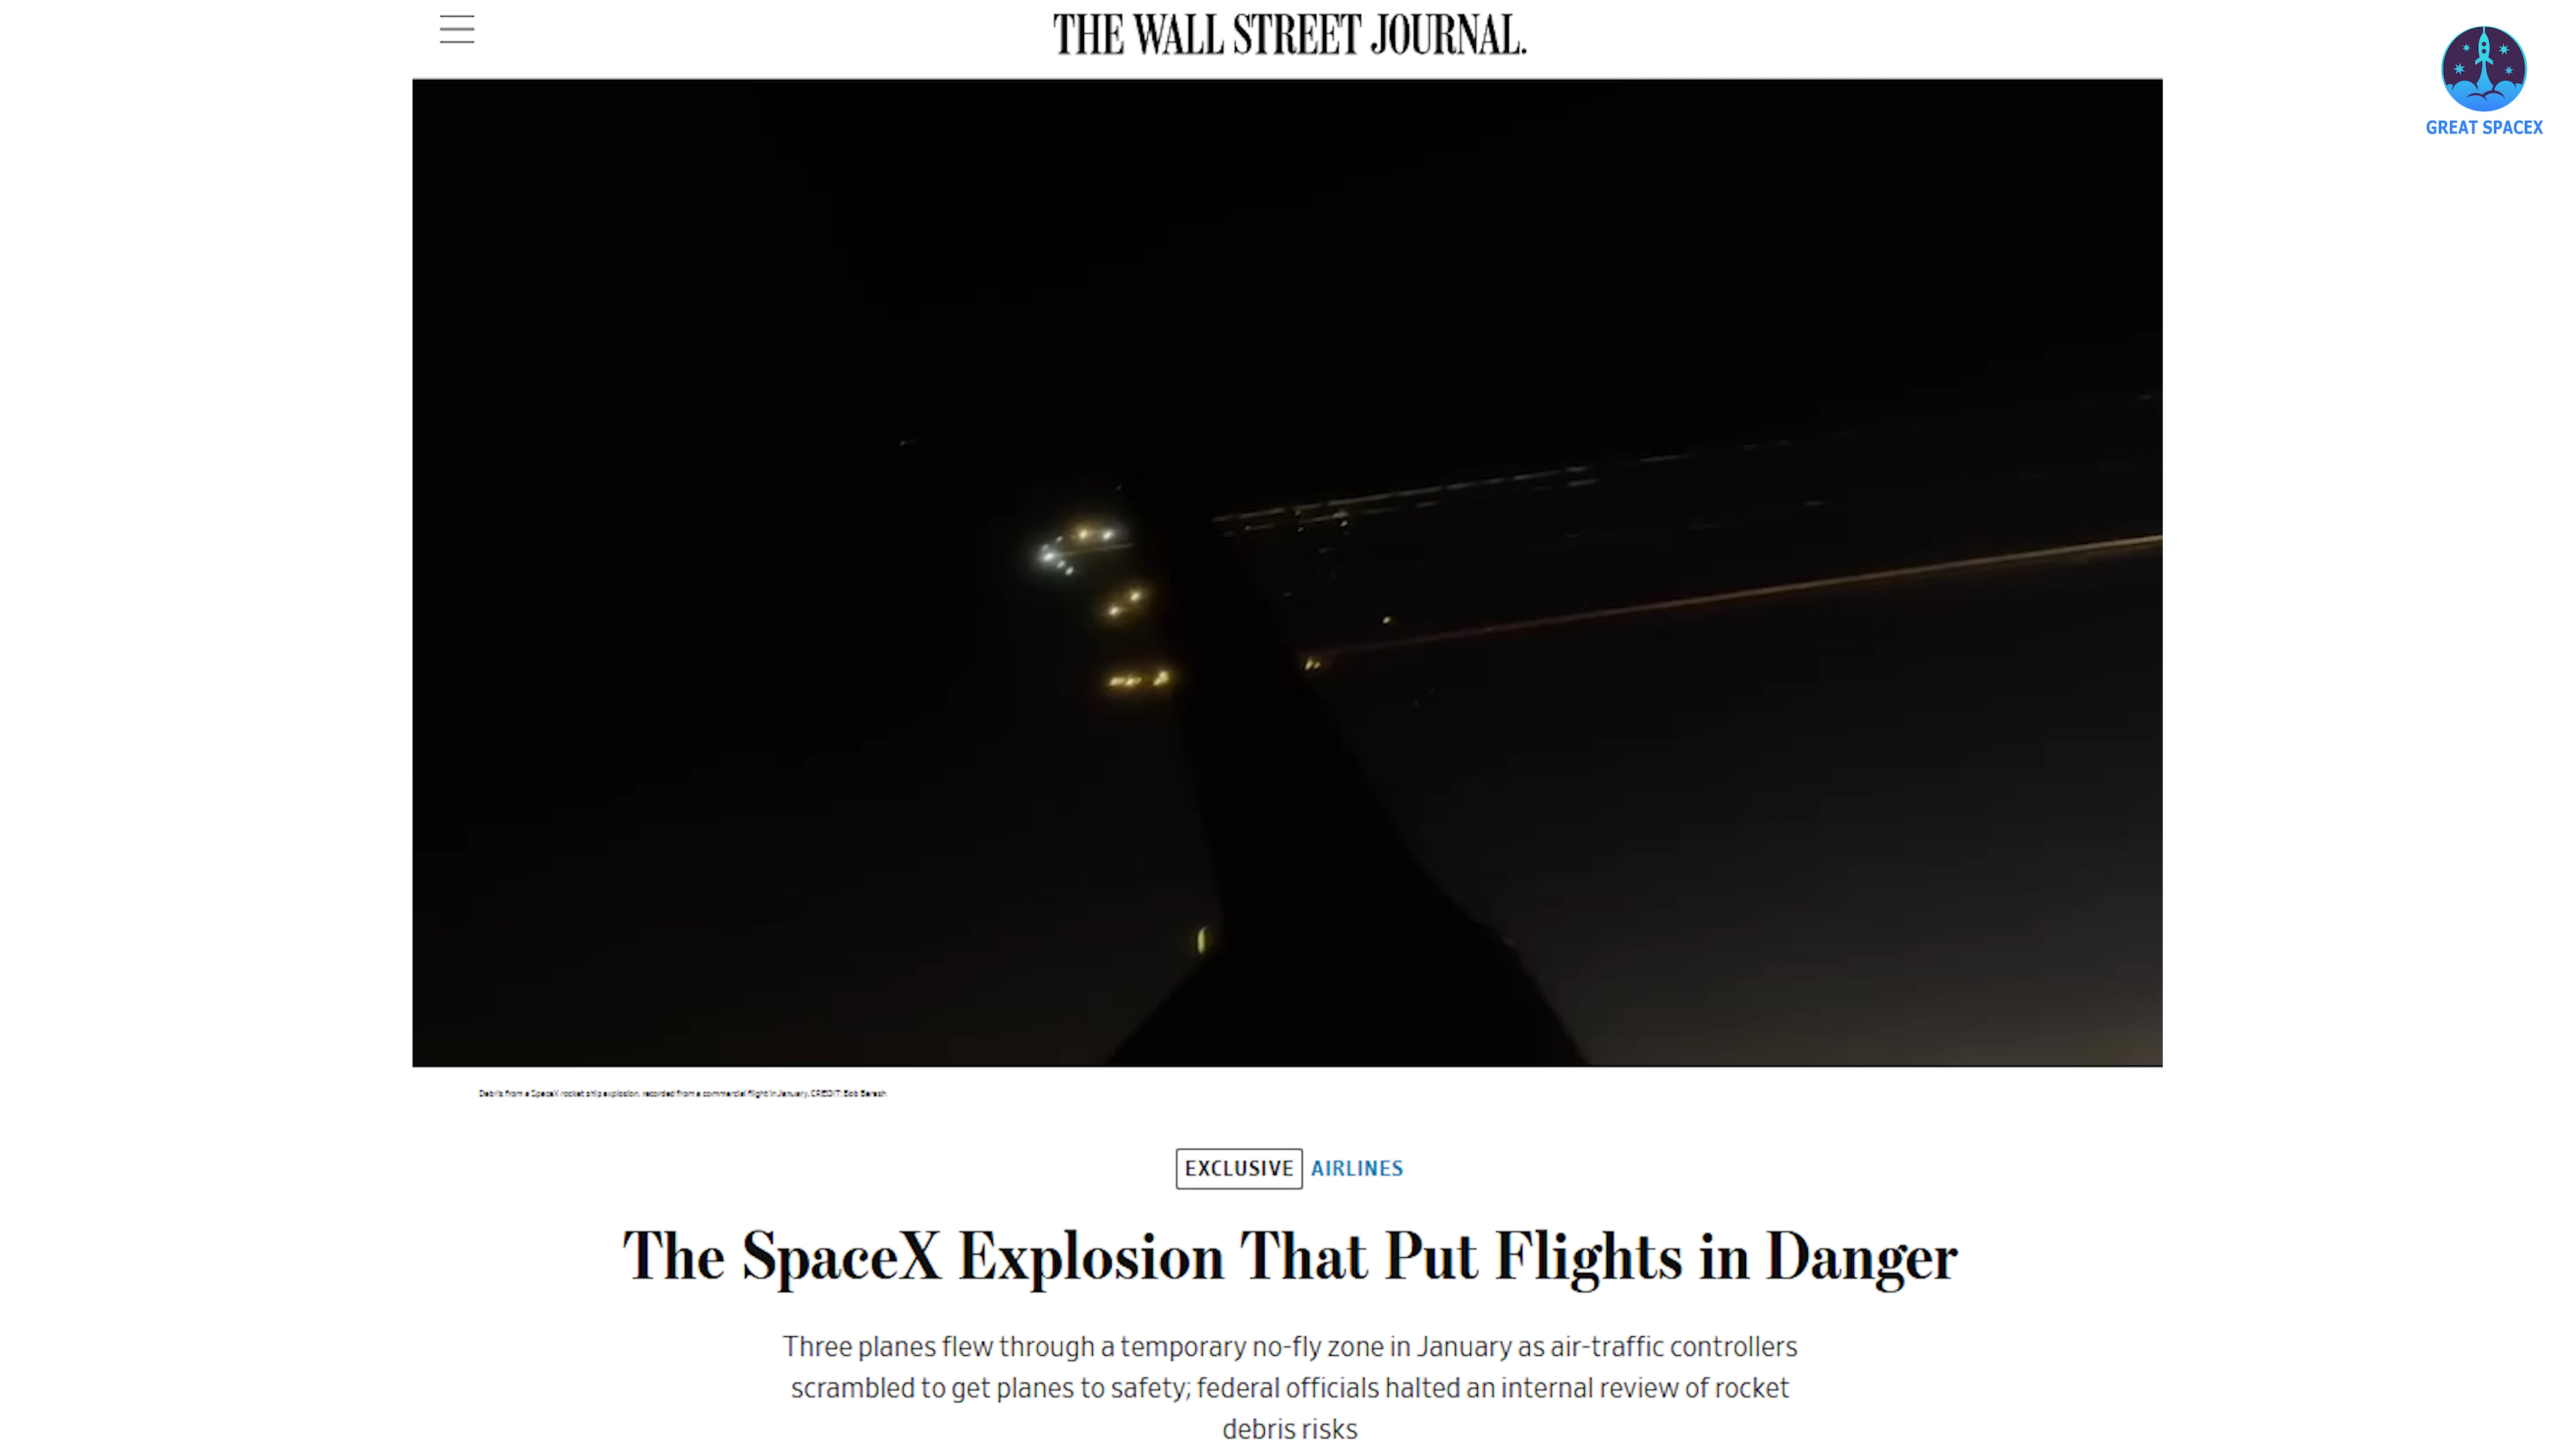 THE WALL STREET JOURNAL.
GREAT SPACEX
Debris from a SpaceX rocket ship explosion, recorded from a commercial flight in January. CREDIT: Bob Barash
EXCLUSIVE AIRLINES
The SpaceX Explosion That Put Flights in Danger
Three planes flew through a temporary no-fly zone in January as air-traffic controllers
scrambled to get planes to safety; federal officials halted an internal review of rocket
debris risks